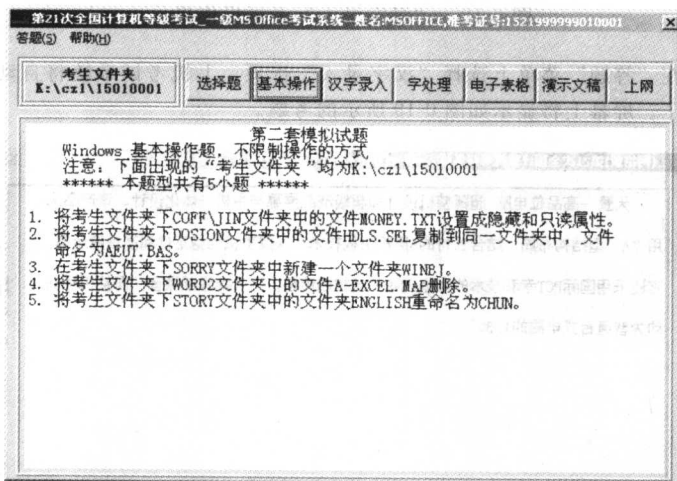 第21次全国计算机等级考试_一级MS Office考试系统--姓名:MSOFFICE,准考证号:1521999999010001
答题(S) 帮助(H)
考生文件夹
K:\cz1\15010001
选择题 基本操作 汉字录入 字处理 电子表格 演示文稿 上网
第二套模拟试题
Windows 基本操作题，不限制操作的方式
注意：下面出现的“考生文件夹”均为K:\cz1\15010001
****** 本题型共有5小题 ******
1. 将考生文件夹下COFF\JIN文件夹中的文件MONEY.TXT设置成隐藏和只读属性。
2. 将考生文件夹下DOSION文件夹中的文件HDLS.SEL复制到同一文件夹中，文件
命名为AEUT.BAS。
3. 在考生文件夹下SORRY文件夹中新建一个文件夹WINBJ。
4. 将考生文件夹下WORD2文件夹中的文件A-EXCEL.MAP删除。
5. 将考生文件夹下STORY文件夹中的文件夹ENGLISH重命名为CHUN。